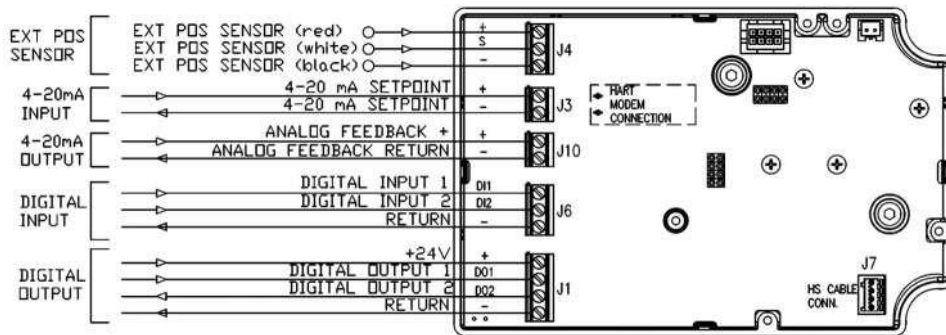 EXT POS
SENSOR
EXT POS SENSOR (red)
EXT POS SENSOR (white)
EXT POS SENSOR (black)
+
S
-
J4
4-20mA
INPUT
4-20 mA SETPOINT
4-20 mA SETPOINT
+
-
J3
4-20mA
OUTPUT
ANALOG FEEDBACK +
ANALOG FEEDBACK RETURN
+
-
J10
DIGITAL
INPUT
DIGITAL INPUT 1
DIGITAL INPUT 2
RETURN
DI1
DI2
-
J6
DIGITAL
OUTPUT
+24V
DIGITAL OUTPUT 1
DIGITAL OUTPUT 2
RETURN
+
DO1
DO2
-
J1
HART
MODEM
CONNECTION
J7
HS CABLE
CONN.